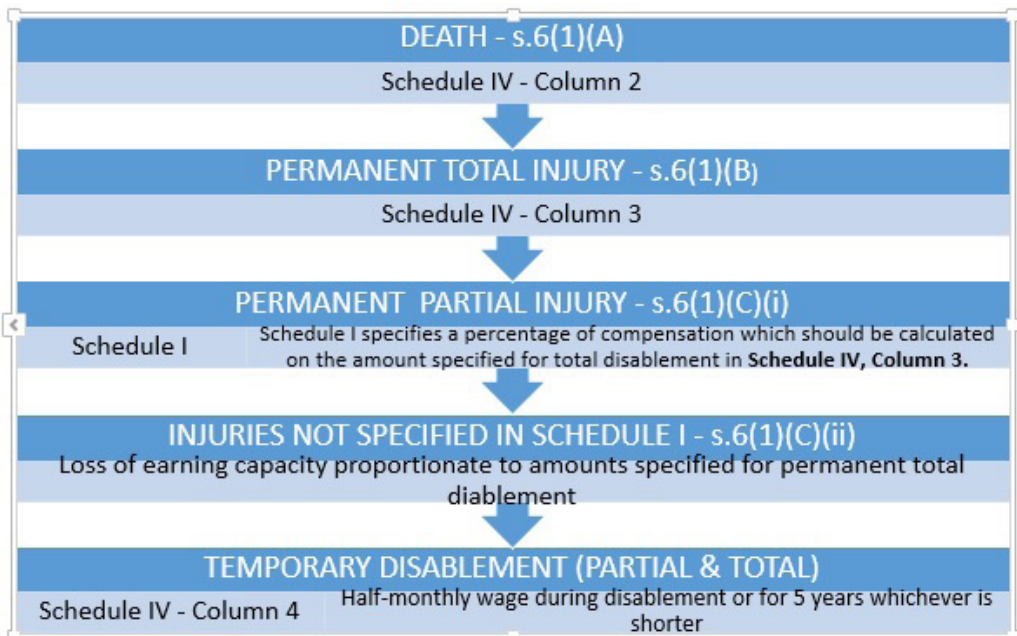 DEATH - s.6(1)(A)
Schedule IV - Column 2
PERMANENT TOTAL INJURY - s.6(1)(B)
Schedule IV - Column 3
PERMANENT PARTIAL INJURY - s.6(1)(C)(i)
Schedule I
Schedule I specifies a percentage of compensation which should be calculated
on the amount specified for total disablement in Schedule IV, Column 3.
INJURIES NOT SPECIFIED IN SCHEDULE I - s.6(1)(C)(ii)
Loss of earning capacity proportionate to amounts specified for permanent total
diablement
TEMPORARY DISABLEMENT (PARTIAL & TOTAL)
Schedule IV - Column 4
Half-monthly wage during disablement or for 5 years whichever is
shorter